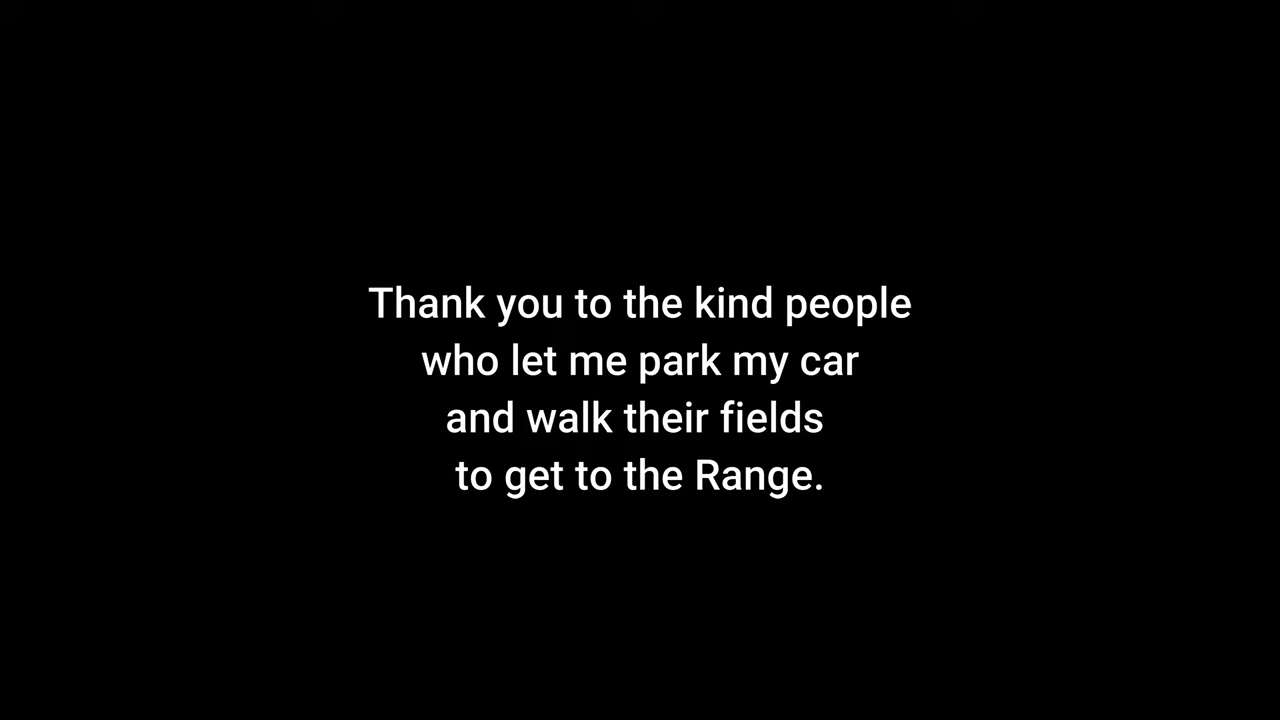 Thank you to the kind people
who let me park my car
and walk their fields
to get to the Range.